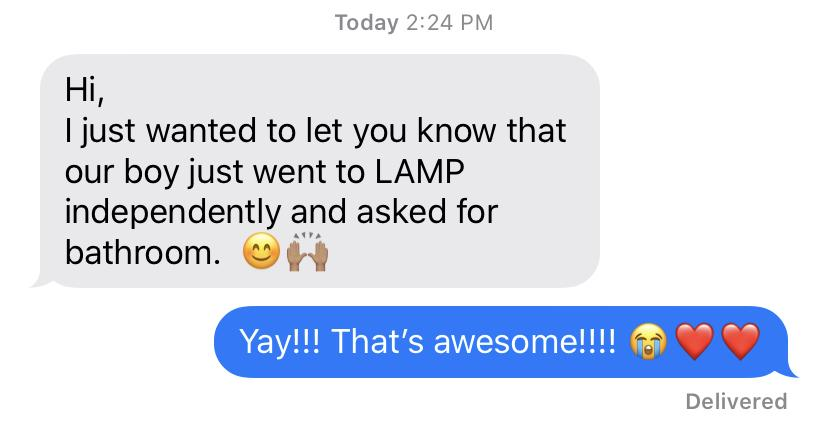 Today 2:24 PM
Hi,
I just wanted to let you know that
our boy just went to LAMP
independently and asked for
bathroom. 😊🙌🏽
Yay!!! That’s awesome!!!! 😭❤️❤️
Delivered